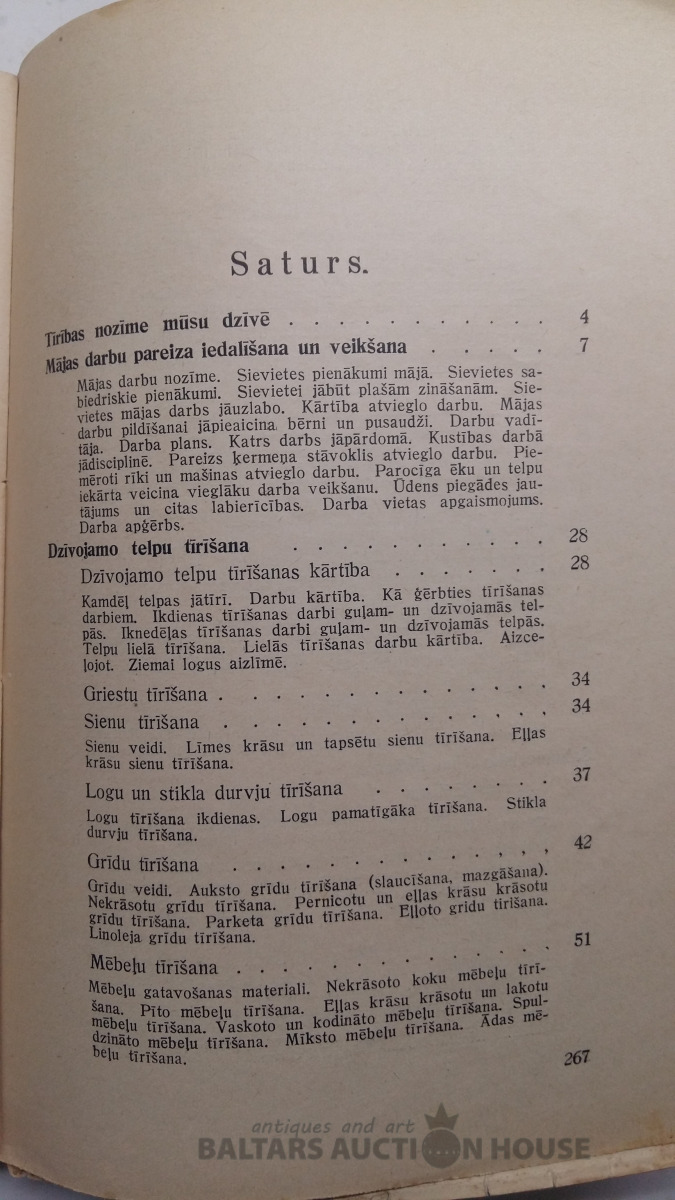 Saturs.
Tīrības nozīme mūsu dzīvē . . . . . . . . . . . 4
Mājas darbu pareiza iedalīšana un veikšana . . . . . 7
Mājas darbu nozīme. Sievietes pienākumi mājā. Sievietes sa-
biedriskie pienākumi. Sievietei jābūt plašām zināšanām. Sie-
vietes mājas darbs jāuzlabo. Kārtība atvieglo darbu. Mājas
darbu pildīšanai jāpieaicina bērni un pusaudži. Darbu vadī-
tāja. Darba plans. Katrs darbs jāpārdomā. Kustības darbā
jādisciplinē. Pareizs ķermeņa stāvoklis atvieglo darbu. Pie-
mēroti rīki un mašinas atvieglo darbu. Parocīga ēku un telpu
iekārta veicina vieglāku darba veikšanu. Ūdens piegādes jau-
tājums un citas labierīcības. Darba vietas apgaismojums.
Darba apģērbs.
Dzīvojamo telpu tīrīšana . . . . . . . . . . . 28
Dzīvojamo telpu tīrīšanas kārtība . . . . . . . 28
Kamdēļ telpas jātīrī. Darbu kārtība. Kā ģērbties tīrīšanas
darbiem. Ikdienas tīrīšanas darbi guļam- un dzīvojamās tel-
pās. Iknedēļas tīrīšanas darbi guļam- un dzīvojamās telpās.
Telpu lielā tīrīšana. Lielās tīrīšanas darbu kārtība. Aizce-
ļojot. Ziemai logus aizlīmē.
Griestu tīrīšana . . . . . . . . . . . . . . 34
Sienu tīrīšana . . . . . . . . . . . . . 34
Sienu veidi. Līmes krāsu un tapsētu sienu tīrīšana. Eļļas
krāsu sienu tīrīšana.
Logu un stikla durvju tīrīšana . . . . . . . . 37
Logu tīrīšana ikdienas. Logu pamatīgāka tīrīšana. Stikla
durvju tīrīšana.
Grīdu tīrīšana . . . . . . . . . . . . . 42
Grīdu veidi. Auksto grīdu tīrīšana (slaucīšana, mazgāšana).
Nekrāsotu grīdu tīrīšana. Pernicotu un eļļas krāsu krāsotu
grīdu tīrīšana. Parketa grīdu tīrīšana. Eļļoto gridu tirišana.
Linoleja grīdu tīrīšana.
Mēbeļu tīrīšana . . . . . . . . . . . . . 51
Mēbeļu gatavošanas materiali. Nekrāsoto koku mēbeļu tīrī-
šana. Pīto mēbeļu tīrīšana. Eļļas krāsu krāsotu un lakotu
mēbeļu tīrīšana. Vaskoto un kodināto mēbeļu tīrīšana. Spul-
dzināto mēbeļu tīrīšana. Mīksto mēbeļu tīrīšana. Ādas mē-
beļu tīrīšana.
267
antiques and art
BALTARS AUCTION HOUSE